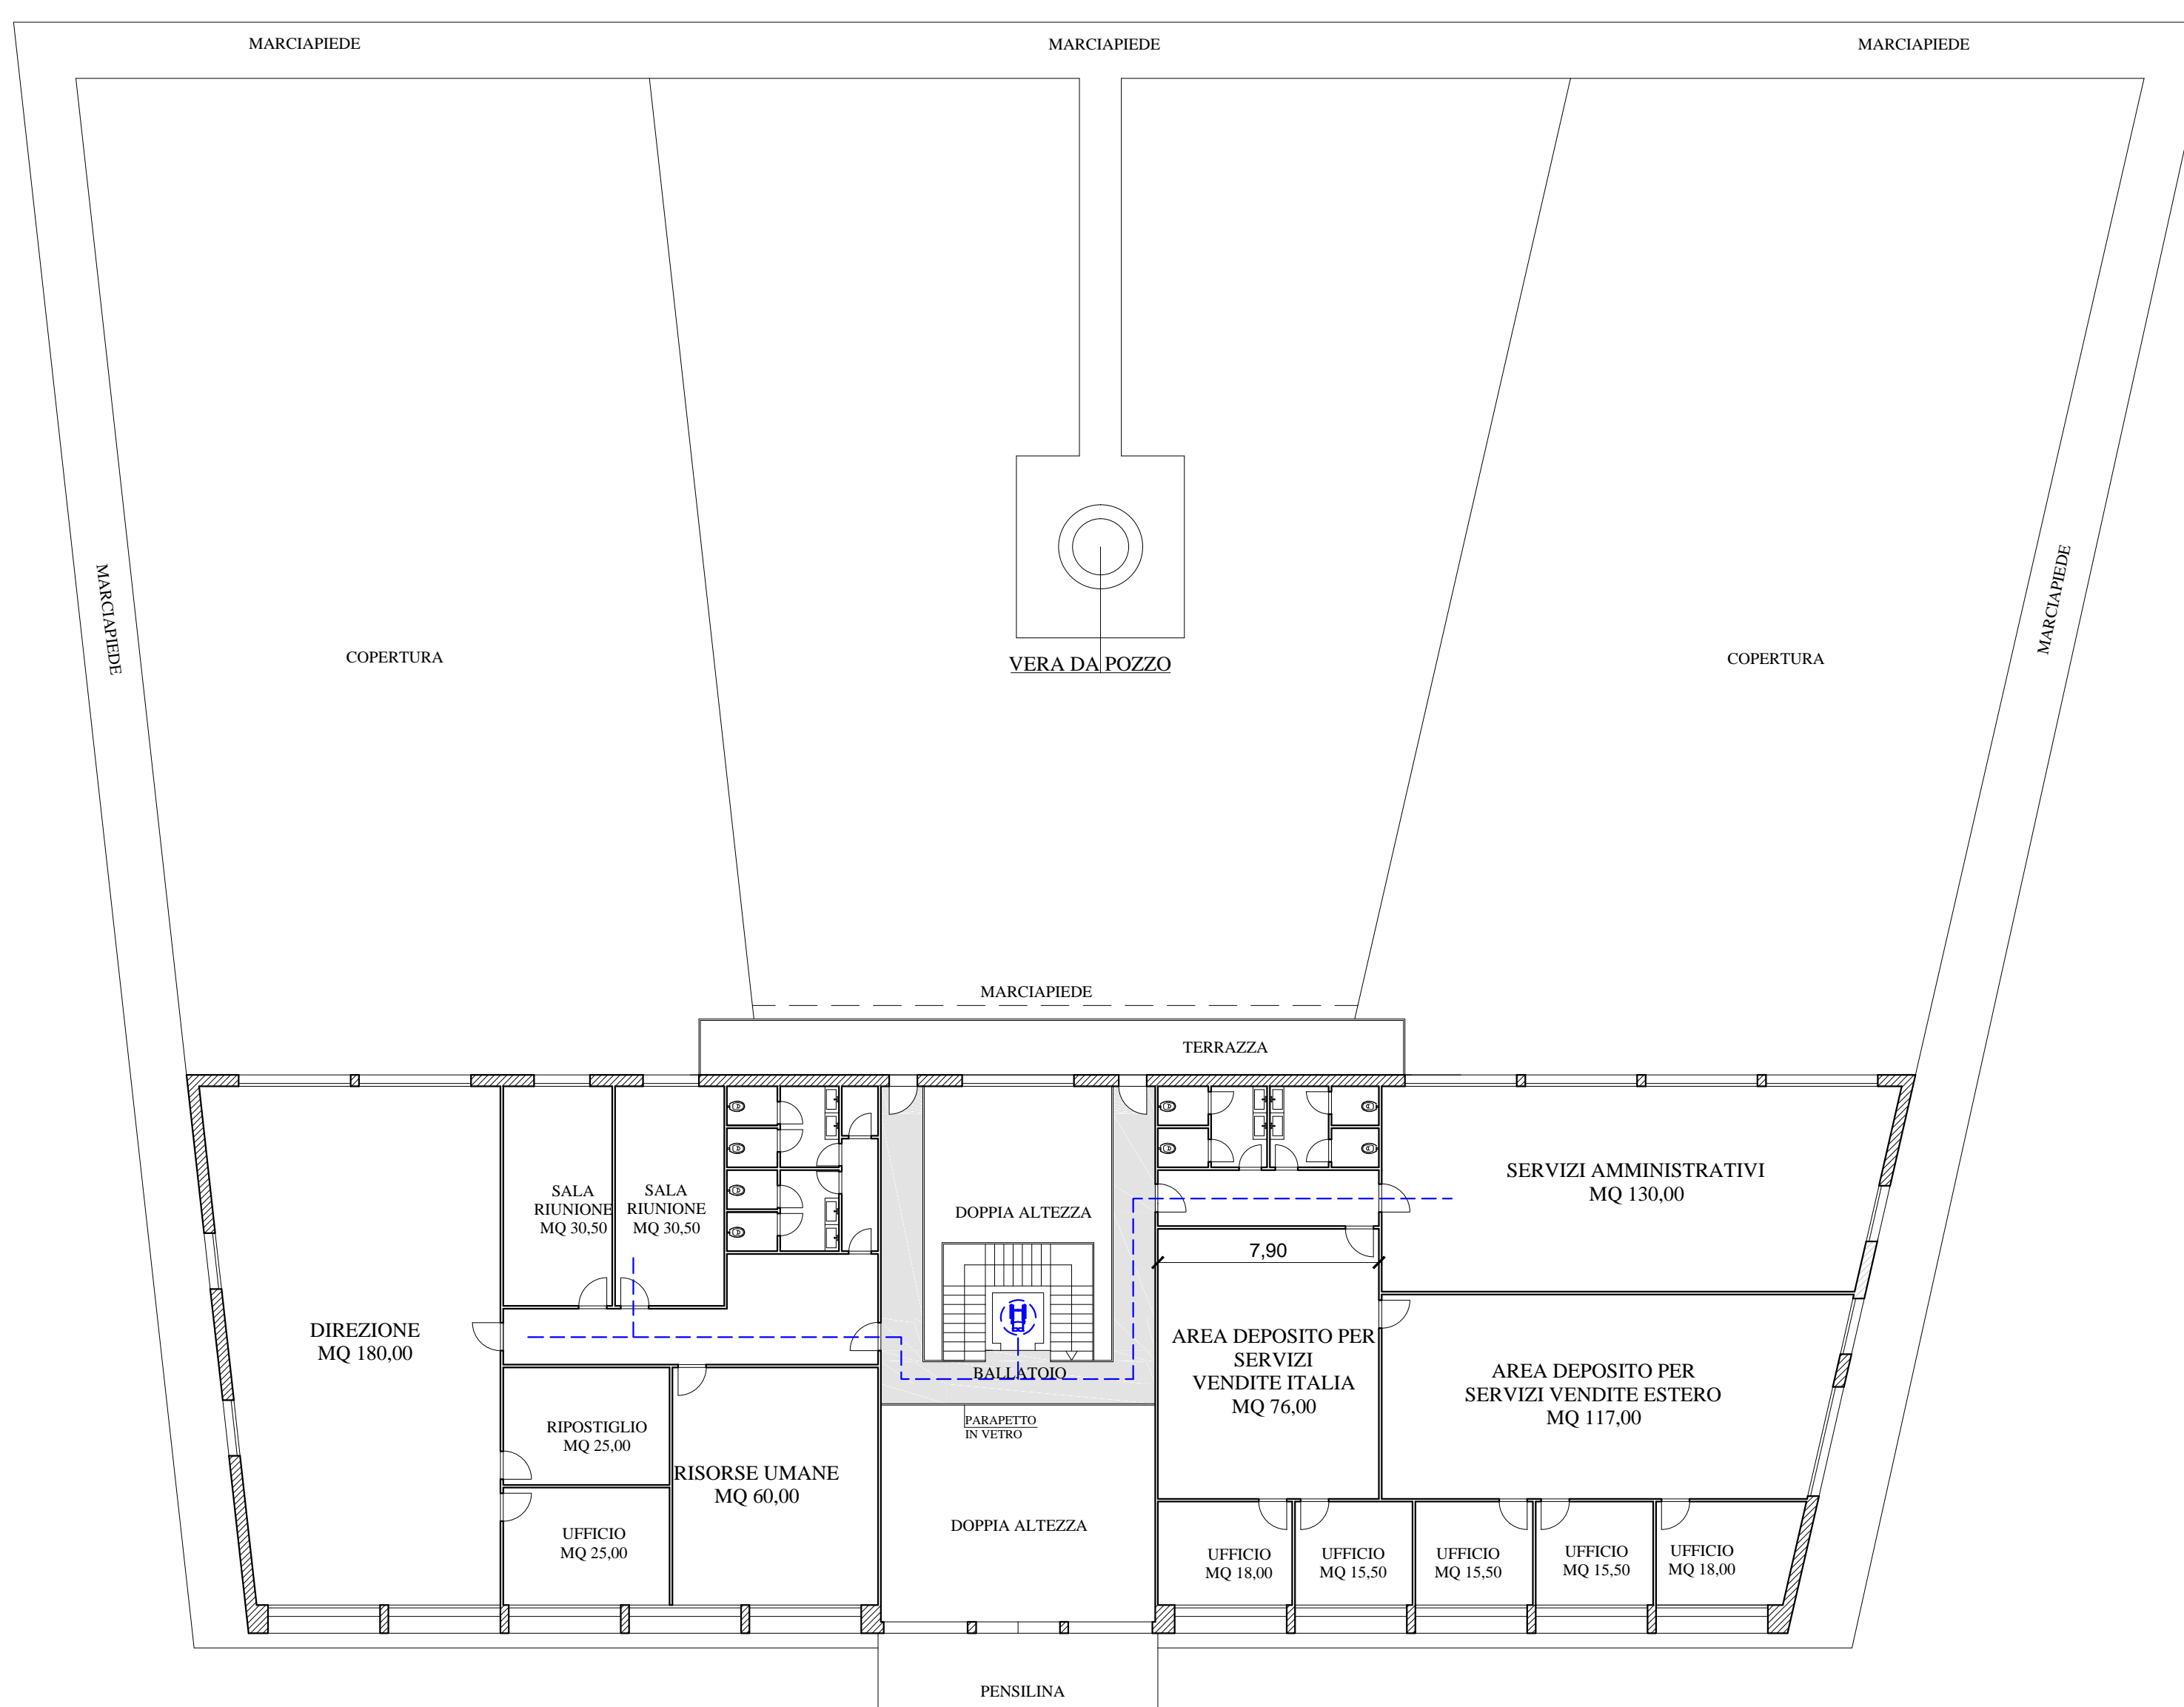 MARCIAPIEDE
MARCIAPIEDE
MARCIAPIEDE
MARCIAPIEDE
MARCIAPIEDE
COPERTURA
VERA DA POZZO
COPERTURA
MARCIAPIEDE
TERRAZZA
SALA
RIUNIONE
MQ 30,50
SALA
RIUNIONE
MQ 30,50
DOPPIA ALTEZZA
SERVIZI AMMINISTRATIVI
MQ 130,00
7,90
DIREZIONE
MQ 180,00
BALLATOIO
AREA DEPOSITO PER
SERVIZI
VENDITE ITALIA
MQ 76,00
AREA DEPOSITO PER
SERVIZI VENDITE ESTERO
MQ 117,00
PARAPETTO
IN VETRO
RIPOSTIGLIO
MQ 25,00
RISORSE UMANE
MQ 60,00
DOPPIA ALTEZZA
UFFICIO
MQ 25,00
UFFICIO
MQ 18,00
UFFICIO
MQ 15,50
UFFICIO
MQ 15,50
UFFICIO
MQ 15,50
UFFICIO
MQ 18,00
PENSILINA